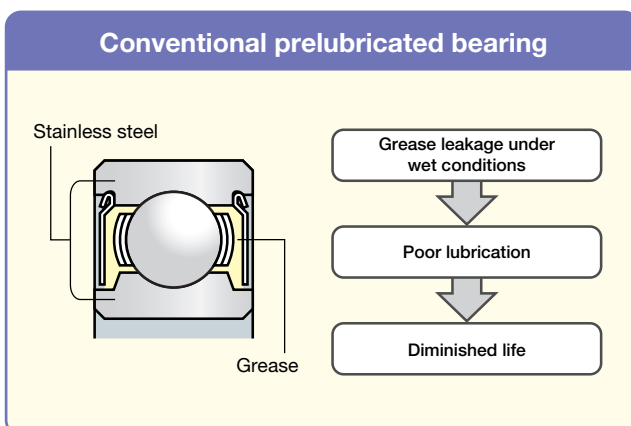 Conventional prelubricated bearing
Stainless steel
Grease
Grease leakage under
wet conditions
Poor lubrication
Diminished life